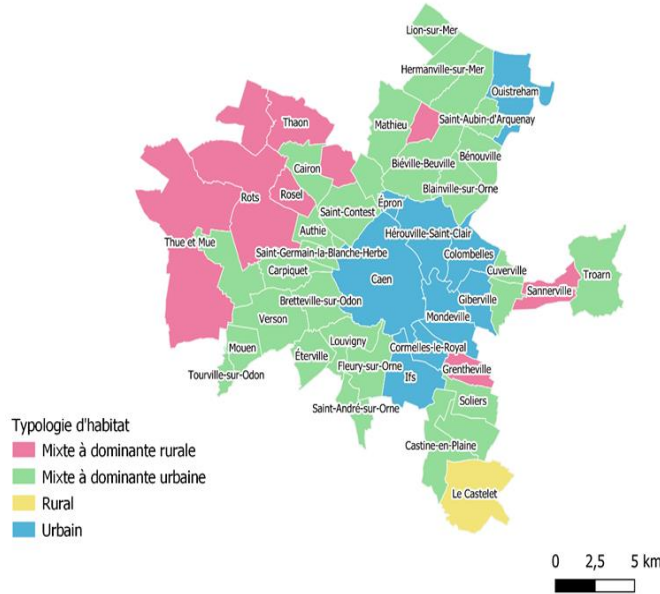 Lion-sur-Mer
Hermanville-sur-Mer
Ouistreham
Thaon
Mathieu
Saint-Aubin-d'Arquenay
Cairon
Biéville-Beuville
Bénouville
Rots
Rosel
Blainville-sur-Orne
Saint-Contest
Épron
Authie
Hérouville-Saint-Clair
Thue et Mue
Saint-Germain-la-Blanche-Herbe
Colombelles
Cuverville
Troarn
Carpiquet
Caen
Sannerville
Bretteville-sur-Odon
Giberville
Verson
Mondeville
Mouen
Louvigny
Cormelles-le-Royal
Éterville
Fleury-sur-Orne
Grentheville
Tourville-sur-Odon
Ifs
Saint-André-sur-Orne
Soliers
Castine-en-Plaine
Le Castelet
Typologie d'habitat
Mixte à dominante rurale
Mixte à dominante urbaine
Rural
Urbain
0 2,5 5 km